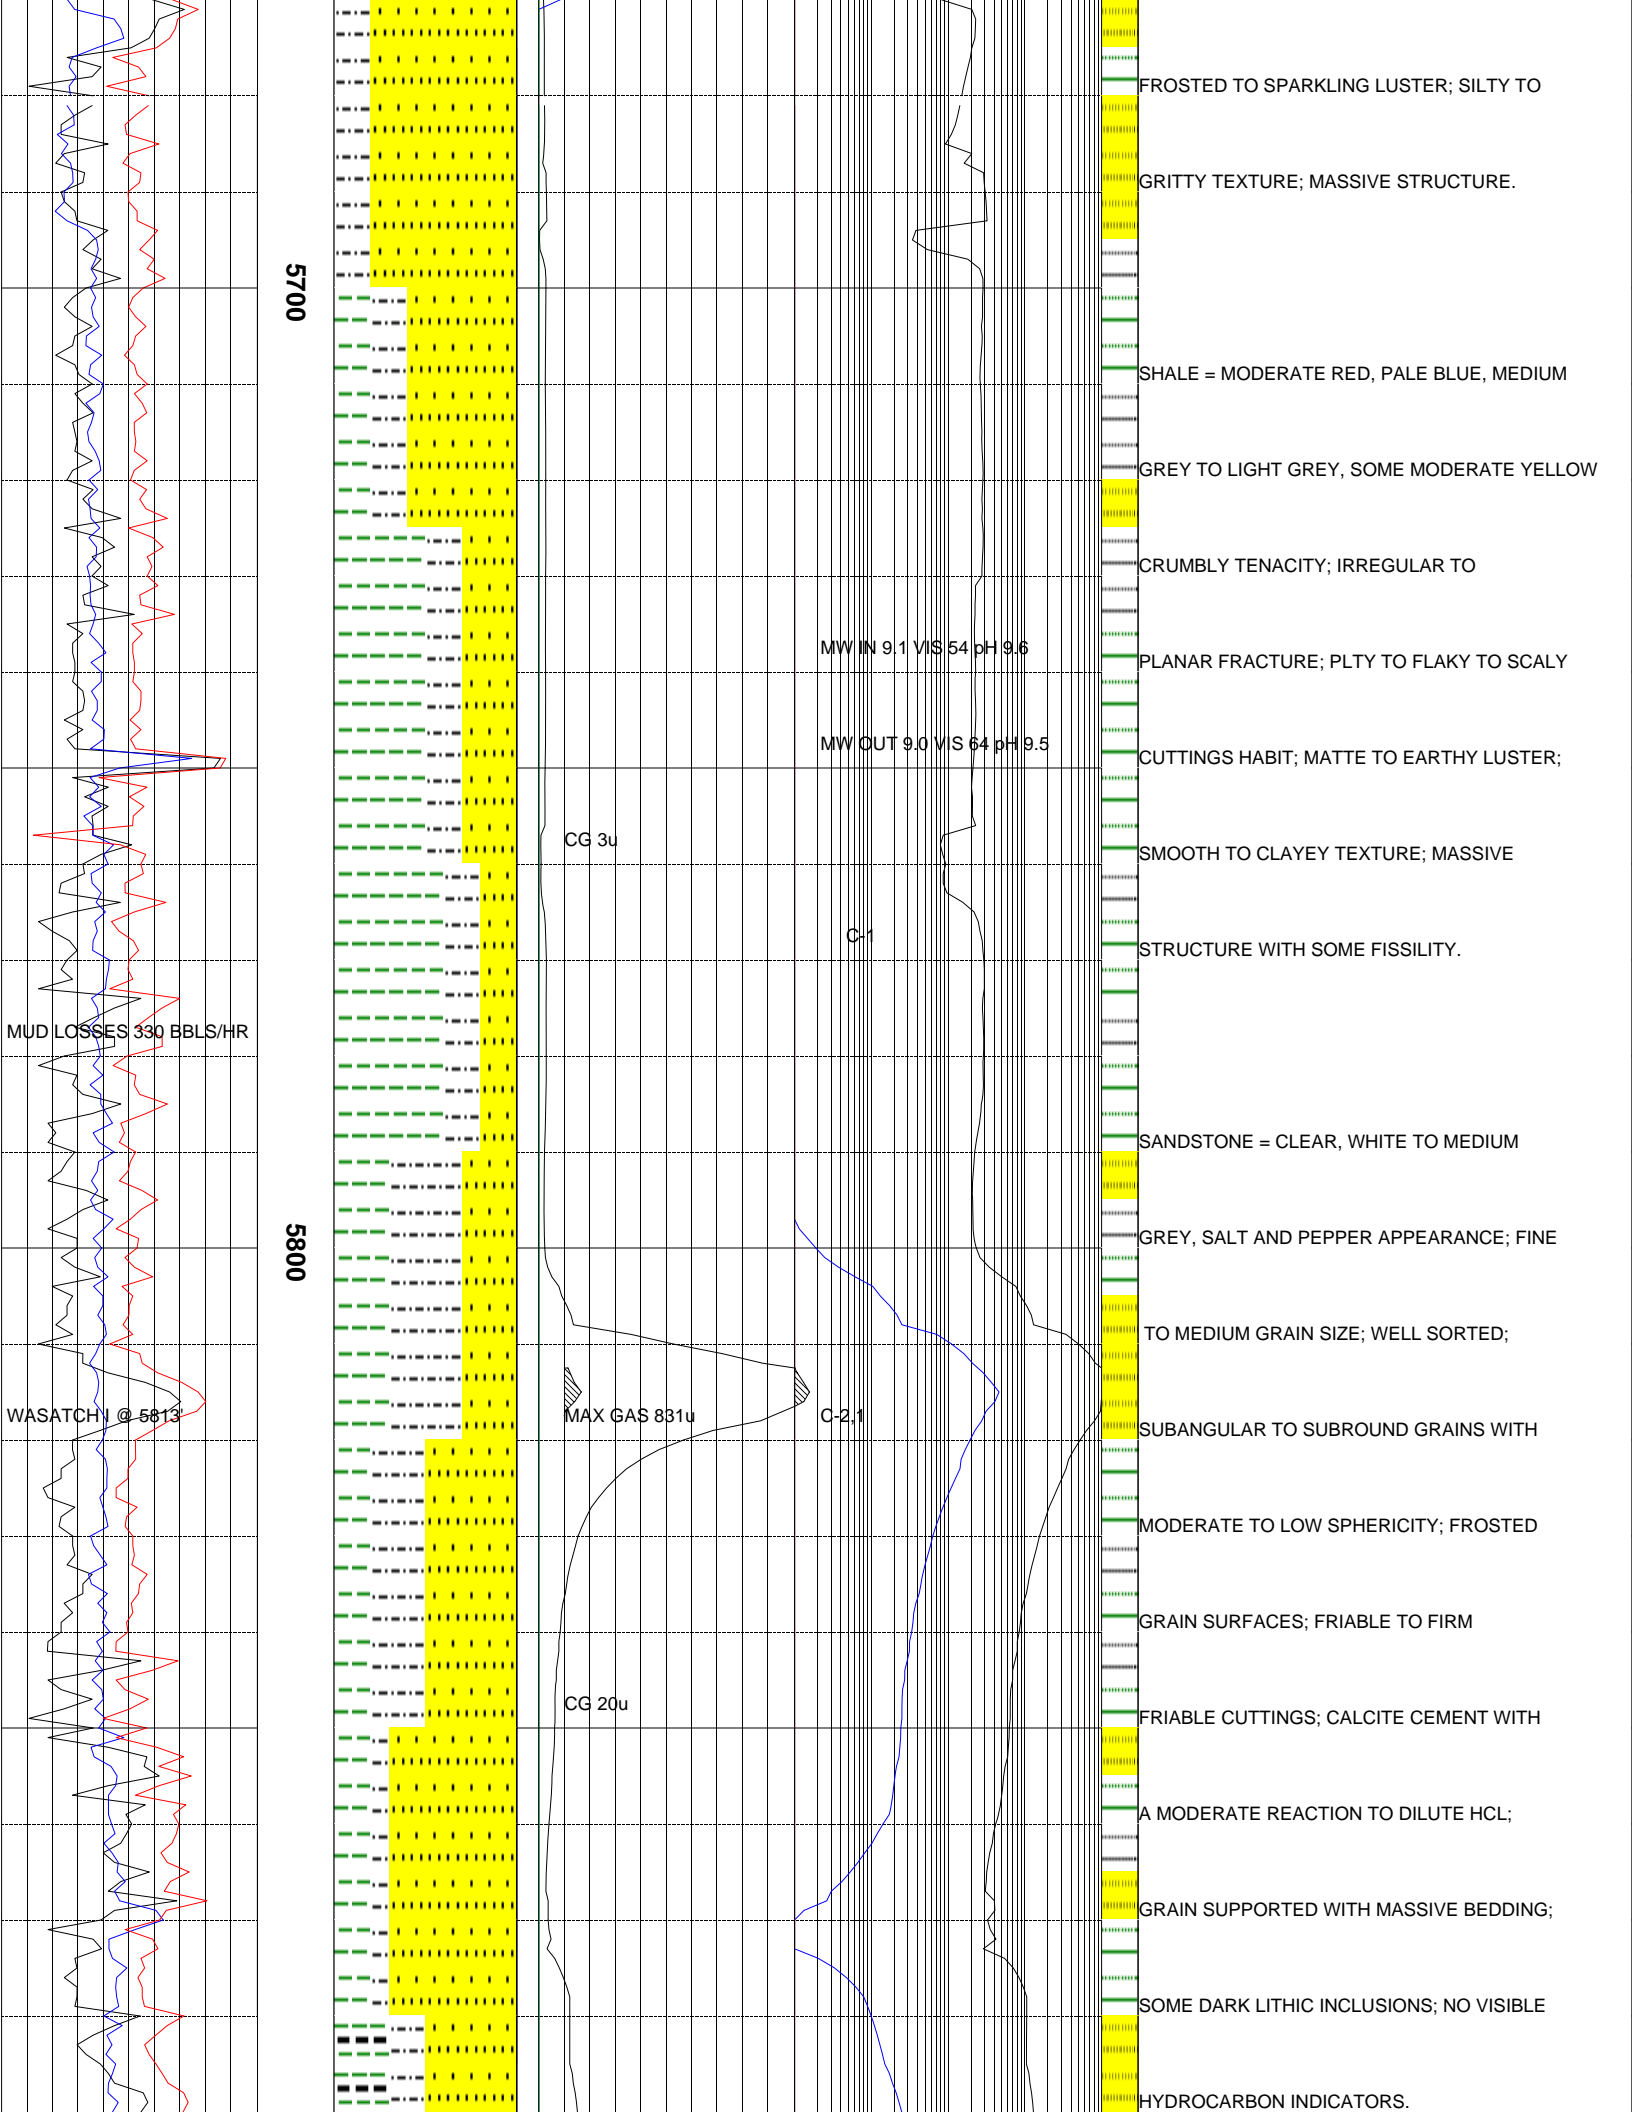 FROSTED TO SPARKLING LUSTER; SILTY TO
GRITTY TEXTURE; MASSIVE STRUCTURE.
5700
SHALE = MODERATE RED, PALE BLUE, MEDIUM
GREY TO LIGHT GREY, SOME MODERATE YELLOW
CRUMBLY TENACITY; IRREGULAR TO
MW IN 9.1 VIS 54 pH 9.6
PLANAR FRACTURE; PLTY TO FLAKY TO SCALY
MW OUT 9.0 VIS 64 pH 9.5
CUTTINGS HABIT; MATTE TO EARTHY LUSTER;
CG 3u
SMOOTH TO CLAYEY TEXTURE; MASSIVE
C-1
STRUCTURE WITH SOME FISSILITY.
MUD LOSSES 330 BBLS/HR
SANDSTONE = CLEAR, WHITE TO MEDIUM
5800
GREY, SALT AND PEPPER APPEARANCE; FINE
TO MEDIUM GRAIN SIZE; WELL SORTED;
WASATCH I @ 5813'
MAX GAS 831u
C-2,1
SUBANGULAR TO SUBROUND GRAINS WITH
MODERATE TO LOW SPHERICITY; FROSTED
GRAIN SURFACES; FRIABLE TO FIRM
CG 20u
FRIABLE CUTTINGS; CALCITE CEMENT WITH
A MODERATE REACTION TO DILUTE HCL;
GRAIN SUPPORTED WITH MASSIVE BEDDING;
SOME DARK LITHIC INCLUSIONS; NO VISIBLE
HYDROCARBON INDICATORS.